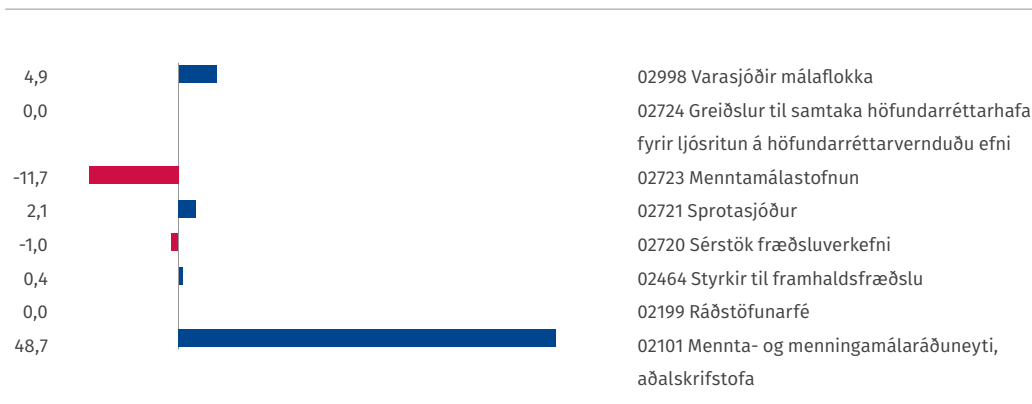 4,9 02998 Varasjóðir málaflokka
0,0 02724 Greiðslur til samtaka höfundarréttarhafa
fyrir ljósritun á höfundarréttarvernduðu efni
-11,7 02723 Menntamálastofnun
2,1 02721 Sprotasjóður
-1,0 02720 Sérstök fræðsluverkefni
0,4 02464 Styrkir til framhaldsfræðslu
0,0 02199 Ráðstöfunarfé
48,7 02101 Mennta- og menningamálaráðuneyti,
aðalskrifstofa